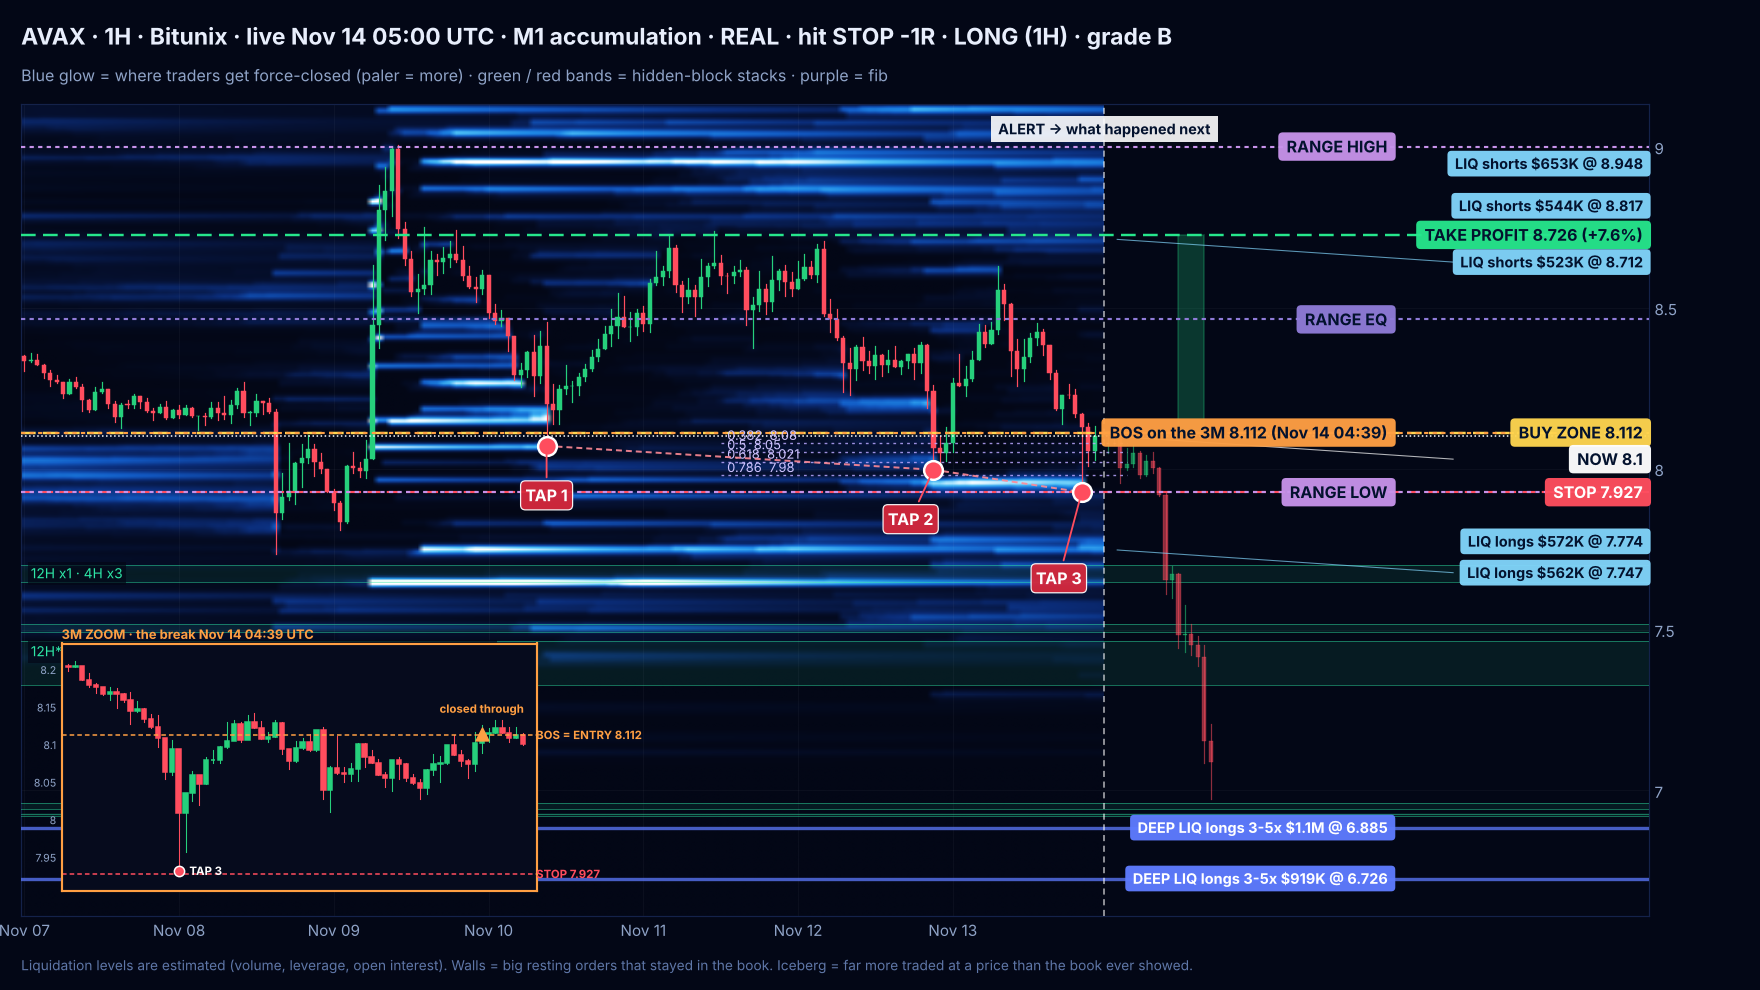 AVAX · 1H · Bitunix · live Nov 14 05:00 UTC · M1 accumulation · REAL · hit STOP -1R · LONG (1H) · grade B
Blue glow = where traders get force-closed (paler = more) · green / red bands = hidden-block stacks · purple = fib
ALERT → what happened next
RANGE HIGH
9
LIQ shorts $653K @ 8.948
LIQ shorts $544K @ 8.817
TAKE PROFIT 8.726 (+7.6%)
LIQ shorts $523K @ 8.712
RANGE EQ
8.5
BOS on the 3M 8.112 (Nov 14 04:39)
BUY ZONE 8.112
0.382 8.08
0.5 8.05
0.618 8.021
0.786 7.98
NOW 8.1
8
TAP 1
TAP 2
TAP 3
RANGE LOW
STOP 7.927
LIQ longs $572K @ 7.774
LIQ longs $562K @ 7.747
12H x1 · 4H x3
7.5
3M ZOOM · the break Nov 14 04:39 UTC
12H*
8.2
8.15
8.1
8.05
8
7.95
closed through
BOS = ENTRY 8.112
TAP 3
STOP 7.927
7
DEEP LIQ longs 3-5x $1.1M @ 6.885
DEEP LIQ longs 3-5x $919K @ 6.726
Nov 07
Nov 08
Nov 09
Nov 10
Nov 11
Nov 12
Nov 13
Liquidation levels are estimated (volume, leverage, open interest). Walls = big resting orders that stayed in the book. Iceberg = far more traded at a price than the book ever showed.